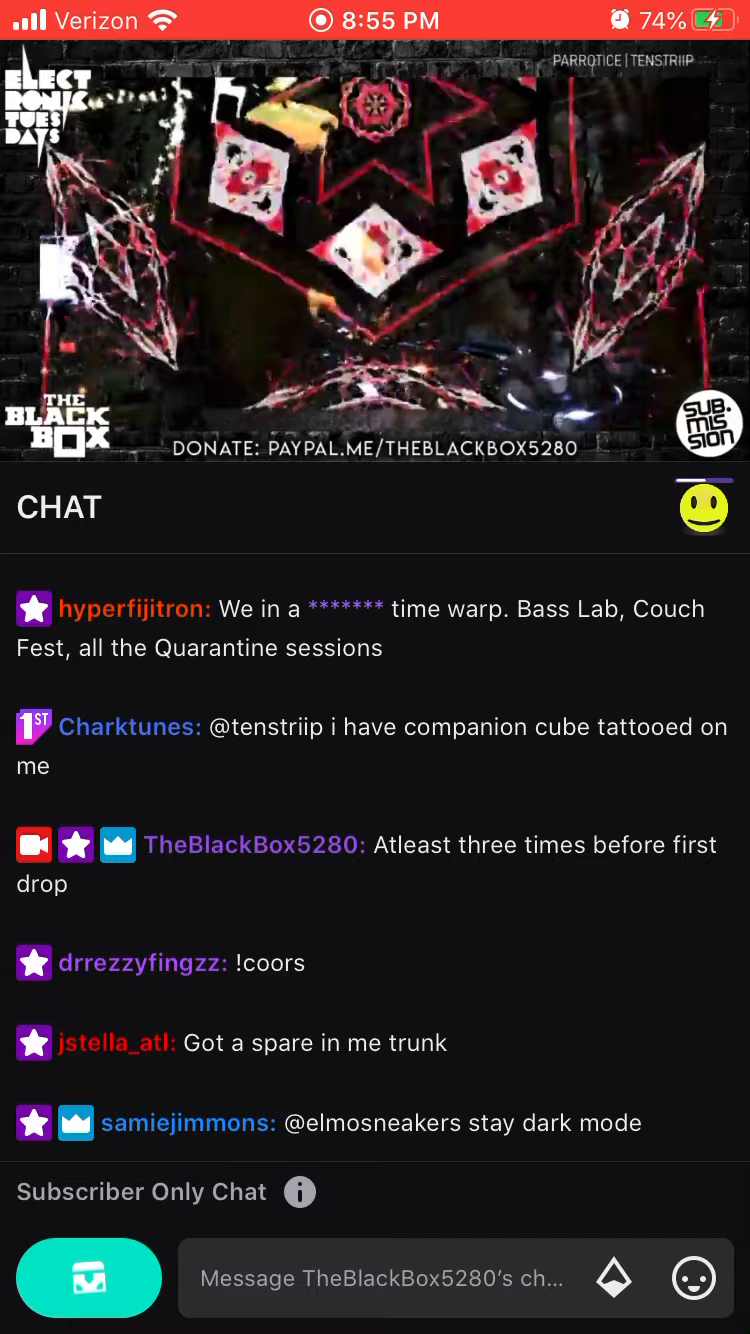 Verizon 8:55 PM 74%
PARROTICE | TENSTRIIP
ELECT
RONIC
TUES
DAYS
THE
BLACK
BOX
SUB.
MIS
SION
DONATE: PAYPAL.ME/THEBLACKBOX5280
CHAT
hyperfijitron: We in a ******* time warp. Bass Lab, Couch
Fest, all the Quarantine sessions
1ST Charktunes: @tenstriip i have companion cube tattooed on
me
TheBlackBox5280: Atleast three times before first
drop
drrezzyfingzz: !coors
jstella_atl: Got a spare in me trunk
samiejimmons: @elmosneakers stay dark mode
Subscriber Only Chat
Message TheBlackBox5280’s ch...